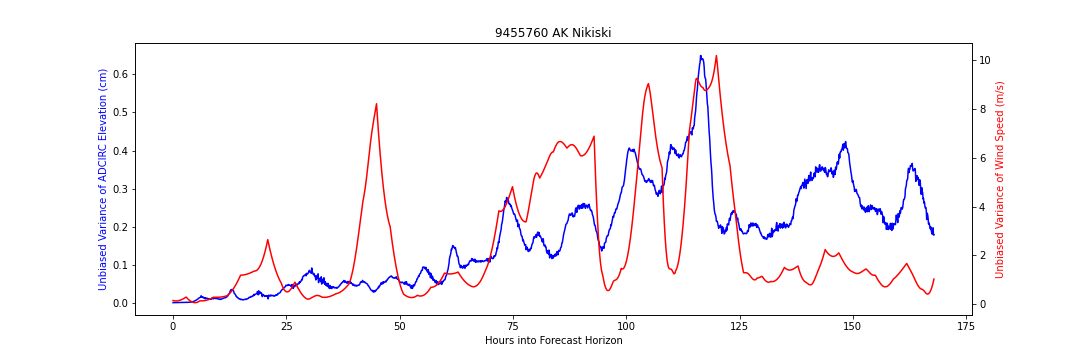 9455760 AK Nikiski
Unbiased Variance of ADCIRC Elevation (cm)
0.6
0.5
0.4
0.3
0.2
0.1
0.0
10
8
6
4
2
0
Unbiased Variance of Wind Speed (m/s)
0 25 50 75 100 125 150 175
Hours into Forecast Horizon